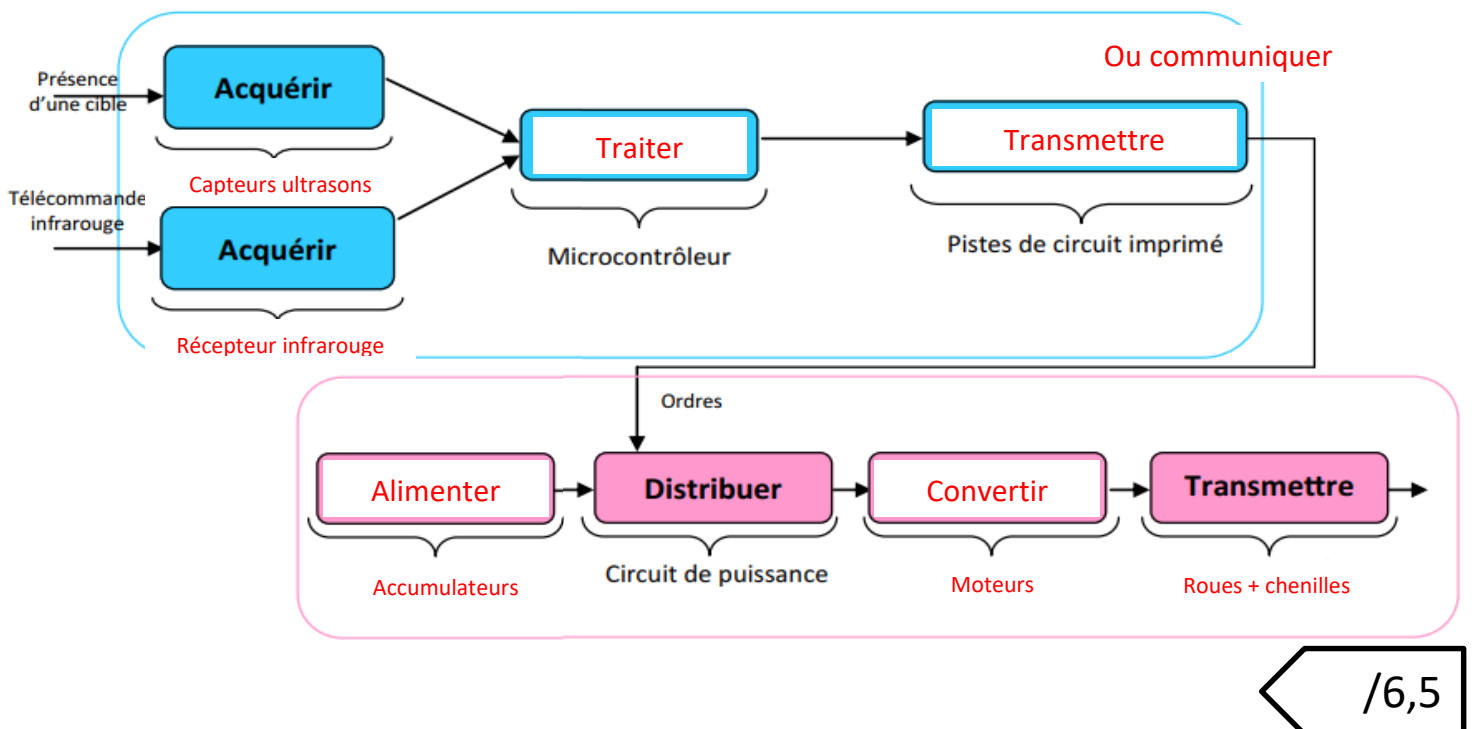 Ou communiquer
Présence
d'une cible
Acquérir
Traiter
Transmettre
Capteurs ultrasons
Télécommande
infrarouge
Acquérir
Microcontrôleur
Pistes de circuit imprimé
Récepteur infrarouge
Ordres
Alimenter
Distribuer
Convertir
Transmettre
Accumulateurs
Circuit de puissance
Moteurs
Roues + chenilles
/6,5